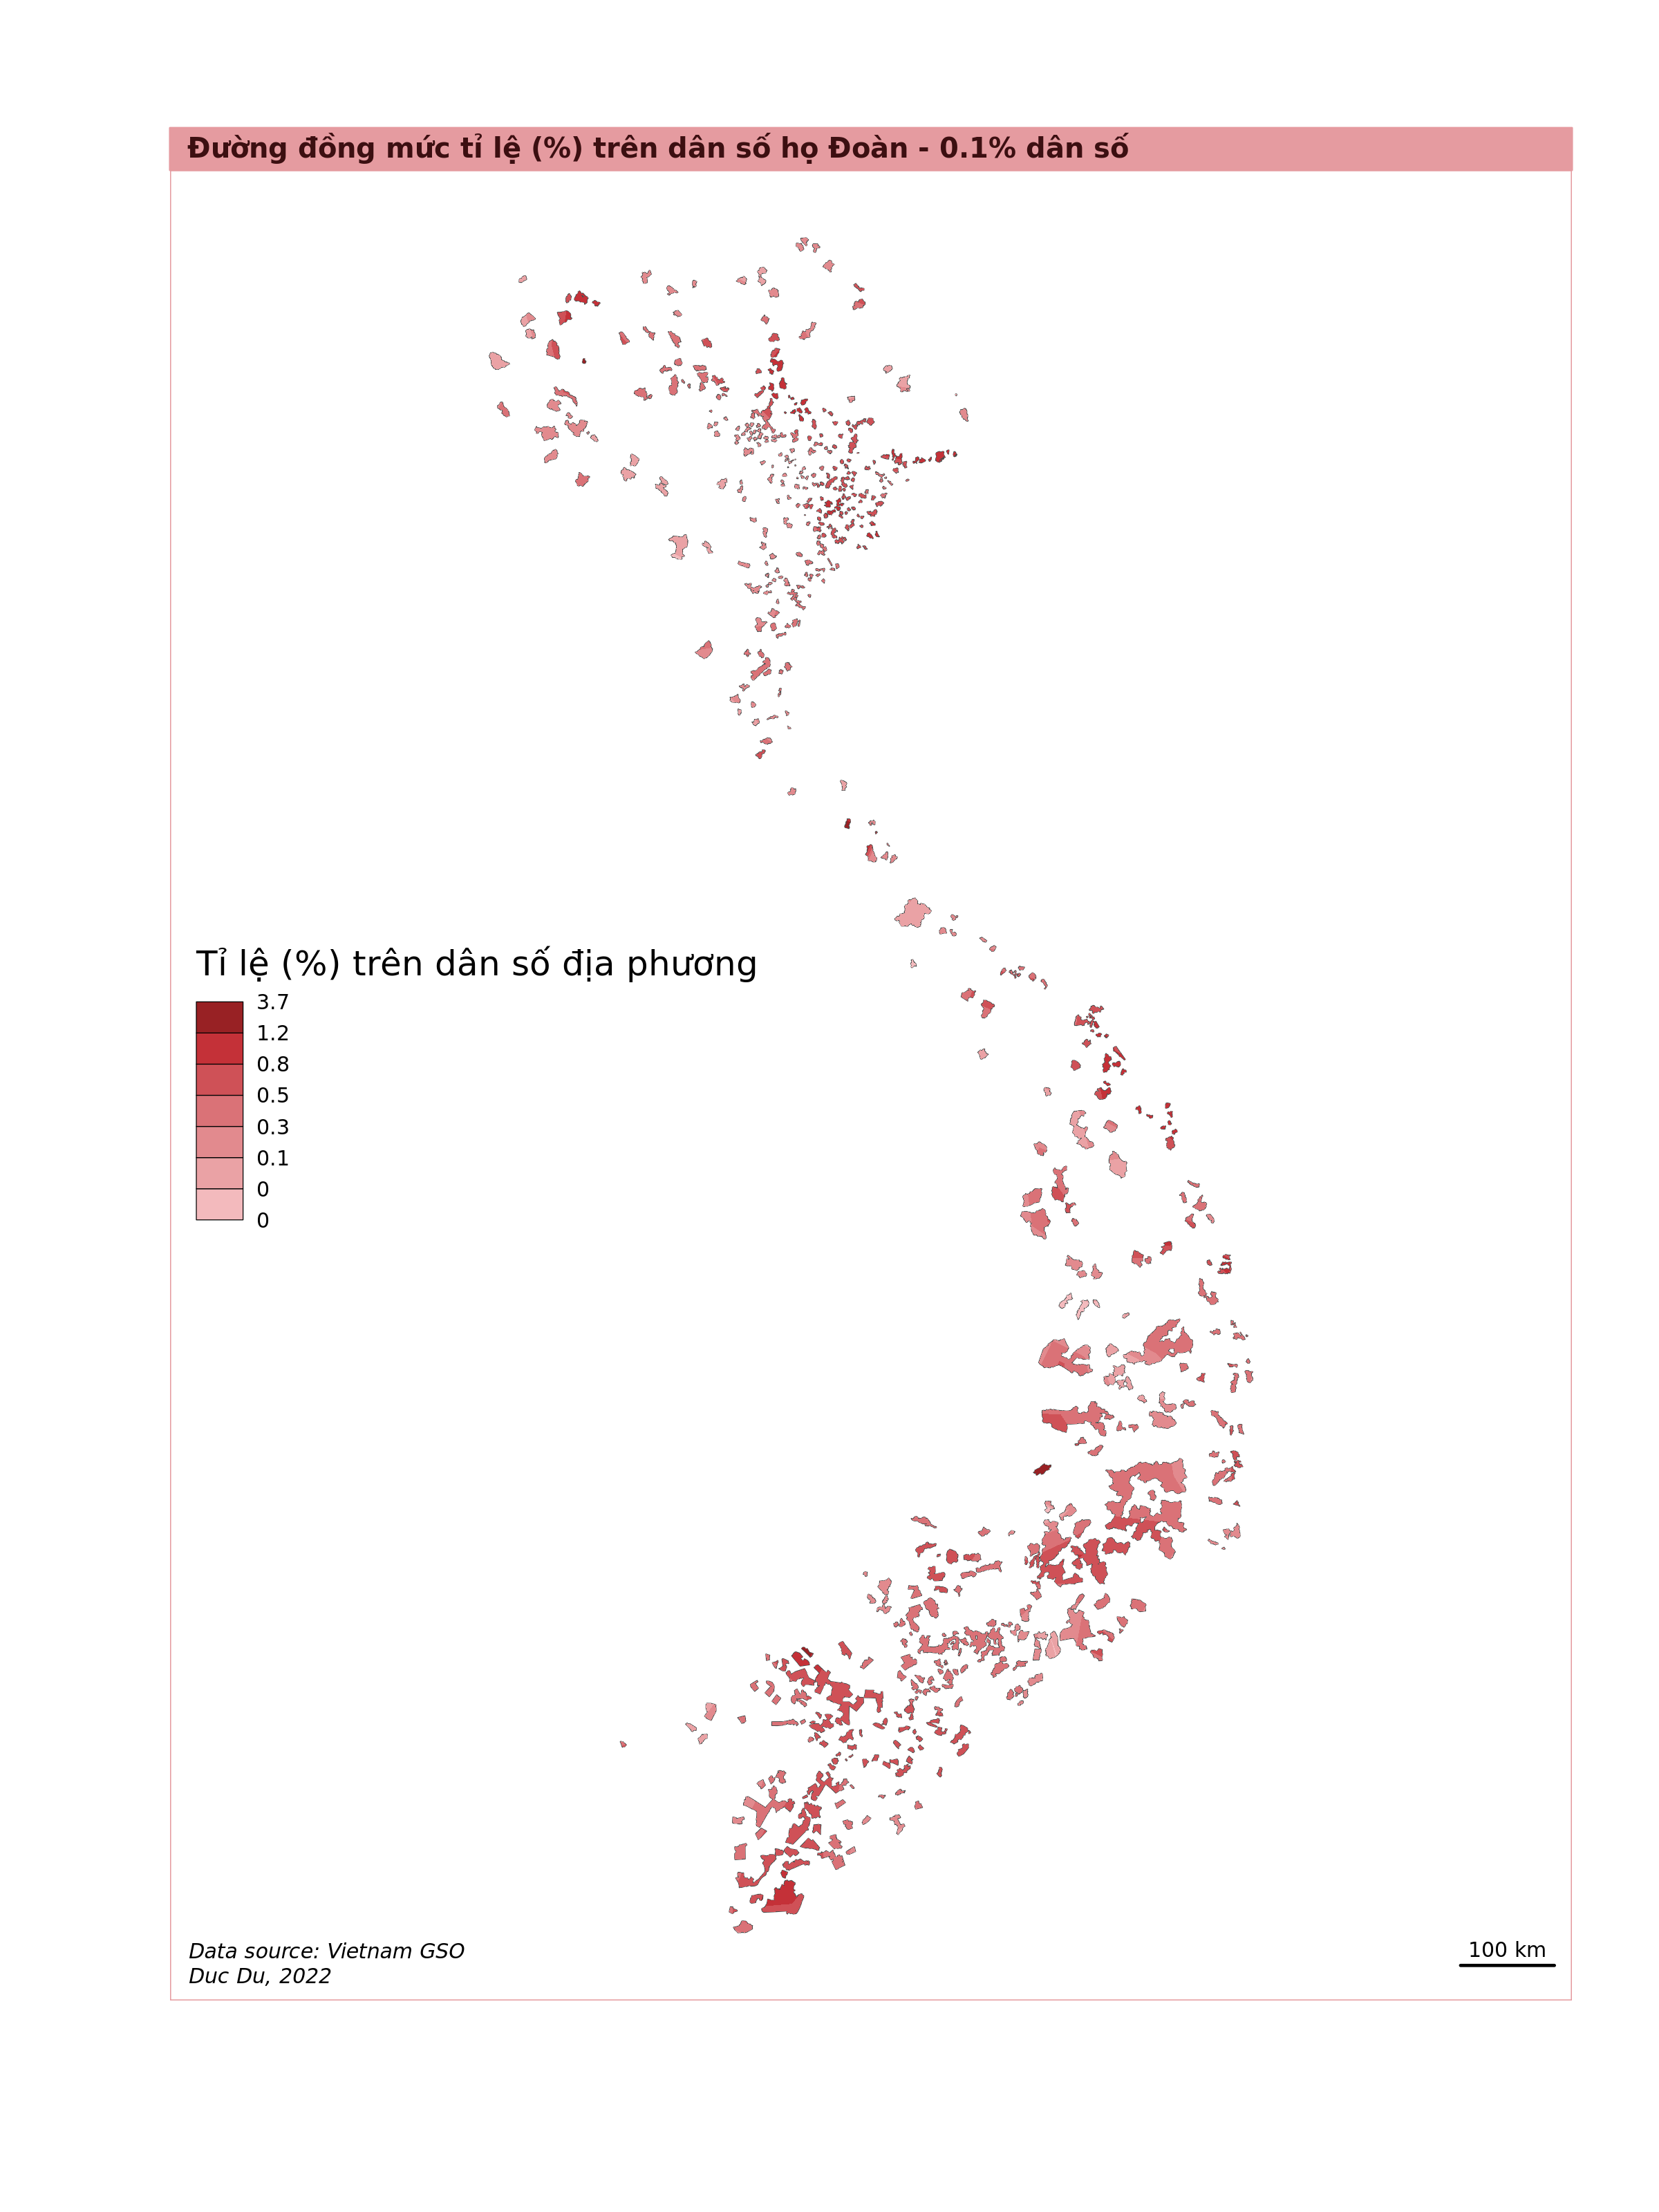 Đường đồng mức tỉ lệ (%) trên dân số họ Đoàn - 0.1% dân số
Tỉ lệ (%) trên dân số địa phương
3.7
1.2
0.8
0.5
0.3
0.1
0
0
Data source: Vietnam GSO
Duc Du, 2022
100 km